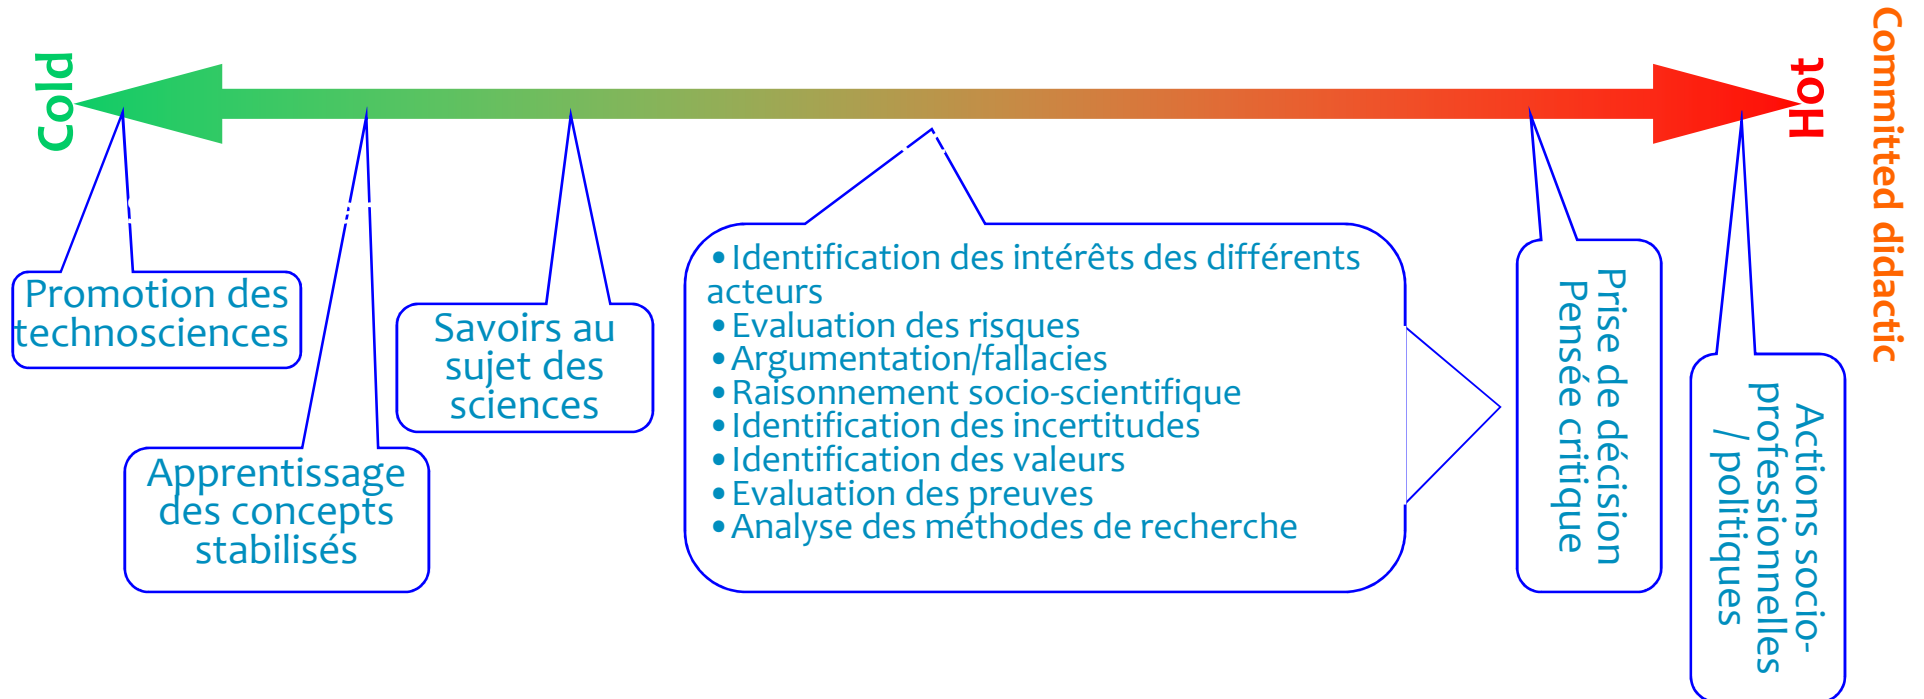 Cold
Hot
Committed didactic
Promotion des
technosciences
Apprentissage
des concepts
stabilisés
Savoirs au
sujet des
sciences
•Identification des intérêts des différents
acteurs
•Evaluation des risques
•Argumentation/fallacies
•Raisonnement socio-scientifique
•Identification des incertitudes
•Identification des valeurs
•Evaluation des preuves
•Analyse des méthodes de recherche
Prise de décision
Pensée critique
Actions socio-
professionnelles
/ politiques